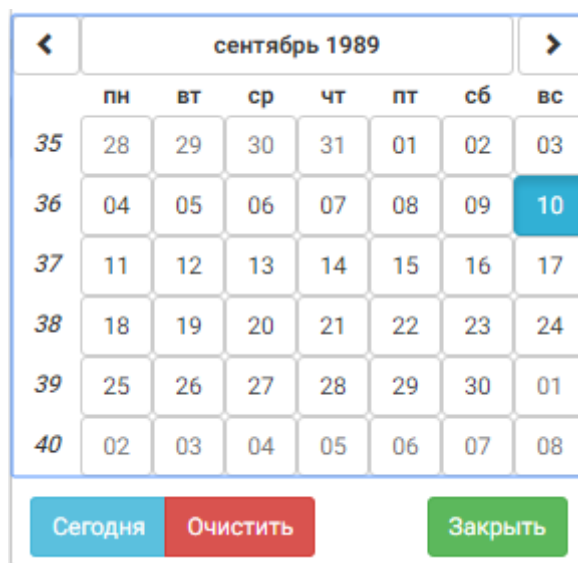 сентябрь 1989
пн вт ср чт пт сб вс
35 28 29 30 31 01 02 03
36 04 05 06 07 08 09 10
37 11 12 13 14 15 16 17
38 18 19 20 21 22 23 24
39 25 26 27 28 29 30 01
40 02 03 04 05 06 07 08
Сегодня Очистить Закрыть